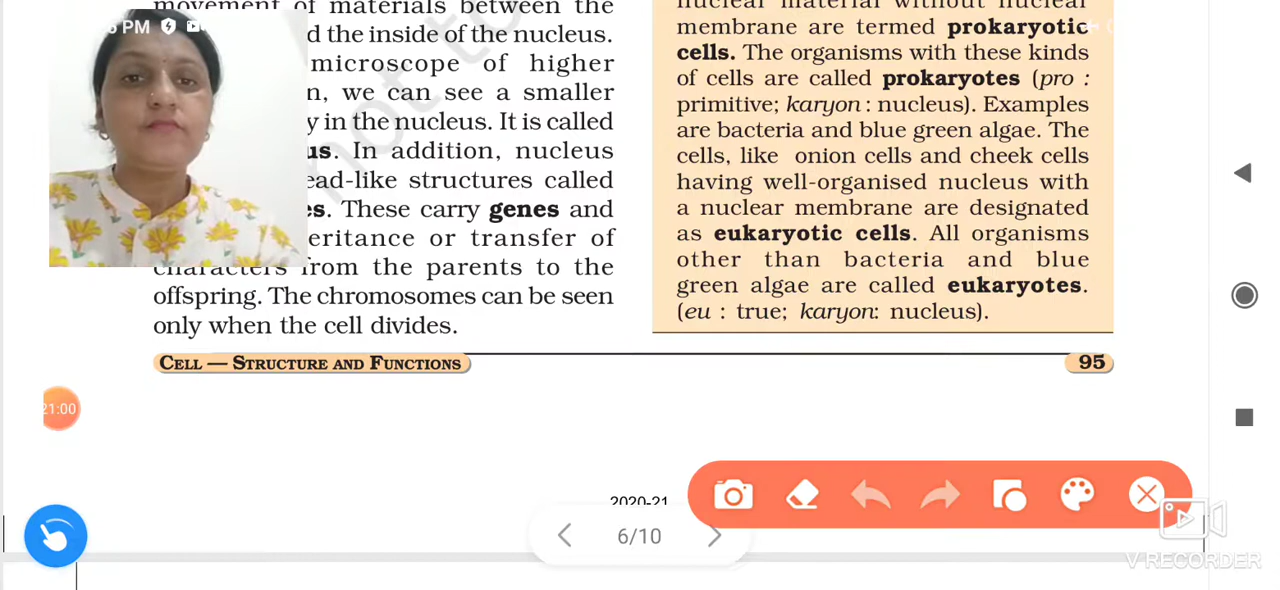 movement of materials between the
d the inside of the nucleus.
microscope of higher
n, we can see a smaller
y in the nucleus. It is called
us. In addition, nucleus
ead-like structures called
es. These carry genes and
eritance or transfer of
characters from the parents to the
offspring. The chromosomes can be seen
only when the cell divides.
nuclear material without nuclear
membrane are termed prokaryotic
cells. The organisms with these kinds
of cells are called prokaryotes (pro :
primitive; karyon : nucleus). Examples
are bacteria and blue green algae. The
cells, like onion cells and cheek cells
having well-organised nucleus with
a nuclear membrane are designated
as eukaryotic cells. All organisms
other than bacteria and blue
green algae are called eukaryotes.
(eu : true; karyon: nucleus).
CELL — STRUCTURE AND FUNCTIONS
95
PM
not to
21:00
2020-21
6/10
V RECORDER